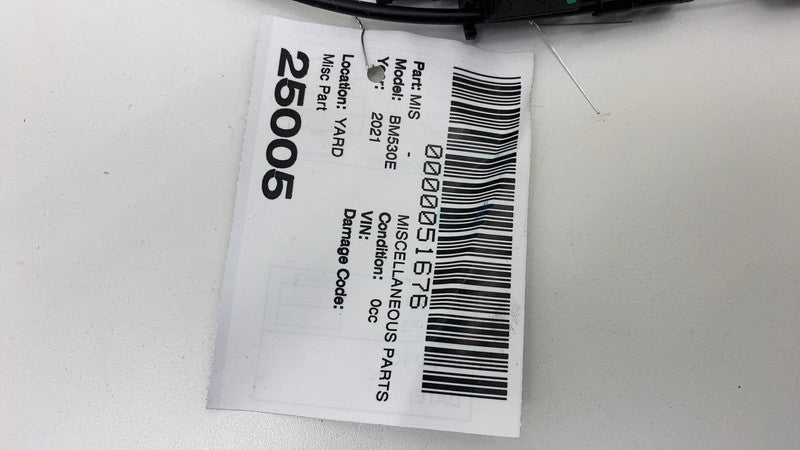 0000051676
Part: MIS - MISCELLANEOUS PARTS
Model: BM530E Condition: 0cc
Year: 2021 VIN:
Damage Code:
Location: YARD
Misc Part
25005